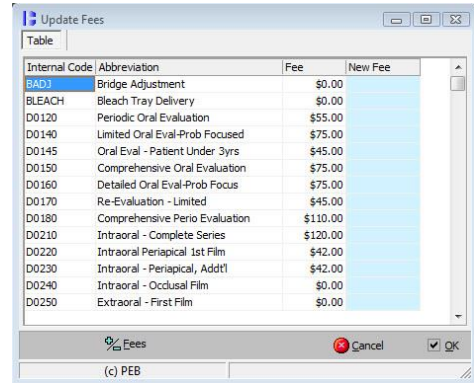 Update Fees
Table
Internal Code Abbreviation Fee New Fee
BADJ Bridge Adjustment $0.00
BLEACH Bleach Tray Delivery $0.00
D0120 Periodic Oral Evaluation $55.00
D0140 Limited Oral Eval-Prob Focused $75.00
D0145 Oral Eval - Patient Under 3yrs $45.00
D0150 Comprehensive Oral Evaluation $75.00
D0160 Detailed Oral Eval-Prob Focus $75.00
D0170 Re-Evaluation - Limited $45.00
D0180 Comprehensive Perio Evaluation $110.00
D0210 Intraoral - Complete Series $120.00
D0220 Intraoral Periapical 1st Film $42.00
D0230 Intraoral - Periapical, Addt'l $42.00
D0240 Intraoral - Occlusal Film $0.00
D0250 Extraoral - First Film $0.00
% Fees Cancel OK
(c) PEB